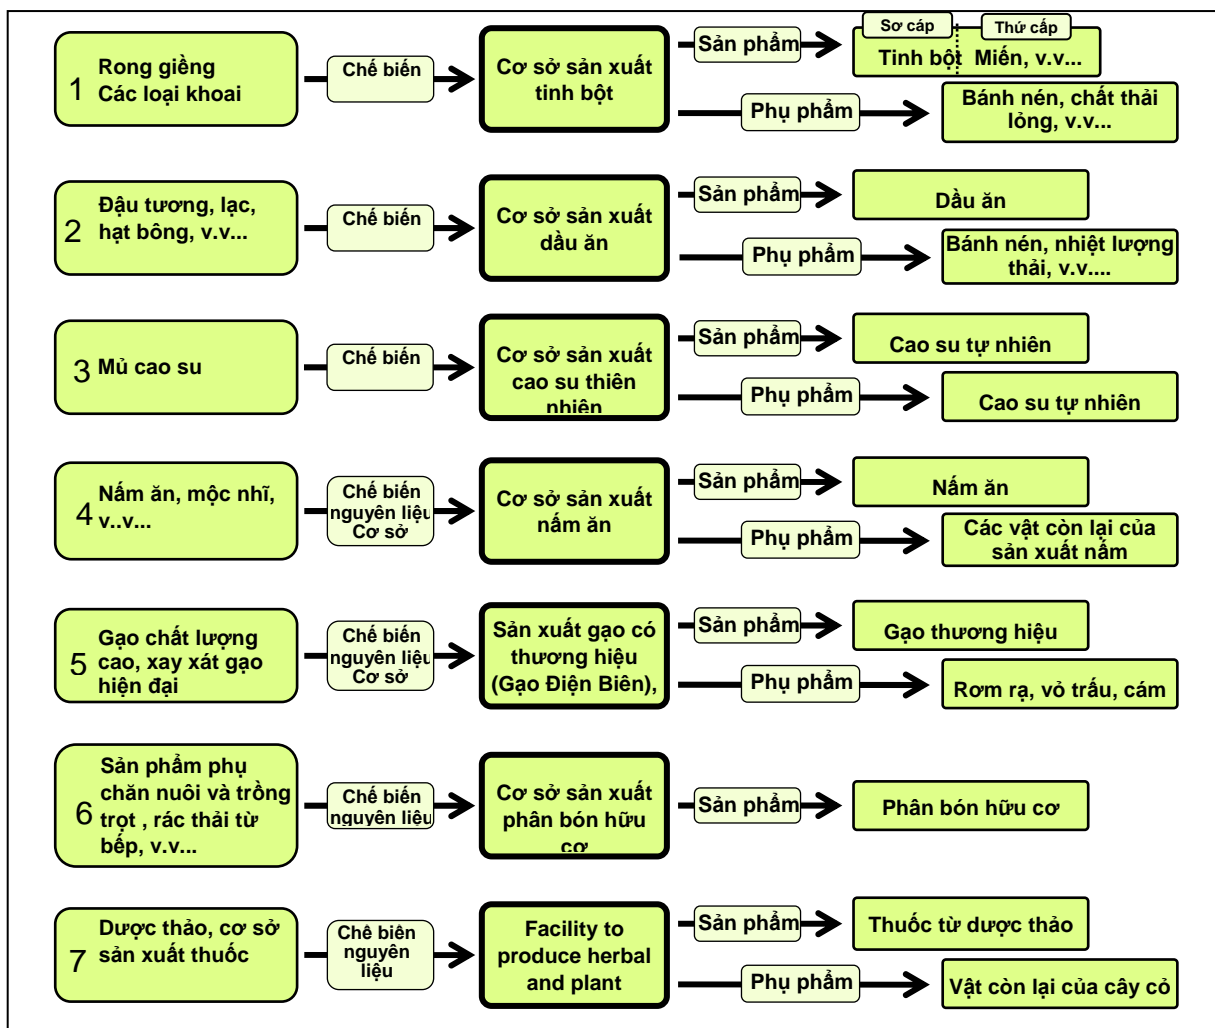 Sơ cáp
Thứ cấp
1
Rong giềng
Các loại khoai
Chế biến
Cơ sở sản xuất
tinh bột
Sản phẩm
Tinh bột
Miến, v.v...
Phụ phẩm
Bánh nén, chất thải
lỏng, v.v...
2
Đậu tương, lạc,
hạt bông, v.v...
Chế biến
Cơ sở sản xuất
dầu ăn
Sản phẩm
Dầu ăn
Phụ phẩm
Bánh nén, nhiệt lượng
thải, v.v....
3
Mủ cao su
Chế biến
Cơ sở sản xuất
cao su thiên
nhiên
Sản phẩm
Cao su tự nhiên
Phụ phẩm
Cao su tự nhiên
4
Nấm ăn, mộc nhĩ,
v..v...
Chế biến
nguyên liệu
Cơ sở
Cơ sở sản xuất
nấm ăn
Sản phẩm
Nấm ăn
Phụ phẩm
Các vật còn lại của
sản xuất nấm
5
Gạo chất lượng
cao, xay xát gạo
hiện đại
Chế biến
nguyên liệu
Cơ sở
Sản xuất gạo có
thương hiệu
(Gạo Điện Biên),
Sản phẩm
Gạo thương hiệu
Phụ phẩm
Rơm rạ, vỏ trấu, cám
6
Sản phẩm phụ
chăn nuôi và trồng
trọt , rác thải từ
bếp, v.v...
Chế biến
nguyên liệu
Cơ sở sản xuất
phân bón hữu
cơ
Sản phẩm
Phân bón hữu cơ
7
Dược thảo, cơ sở
sản xuất thuốc
Chế biên
nguyên
liệu
Facility to
produce herbal
and plant
Sản phẩm
Thuốc từ dược thảo
Phụ phẩm
Vật còn lại của cây cỏ